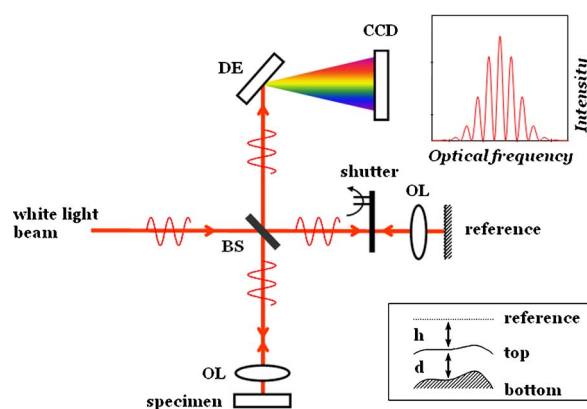 CCD
DE
Intensity
Optical frequency
shutter
OL
white light
beam
BS
reference
reference
h
top
d
bottom
OL
specimen